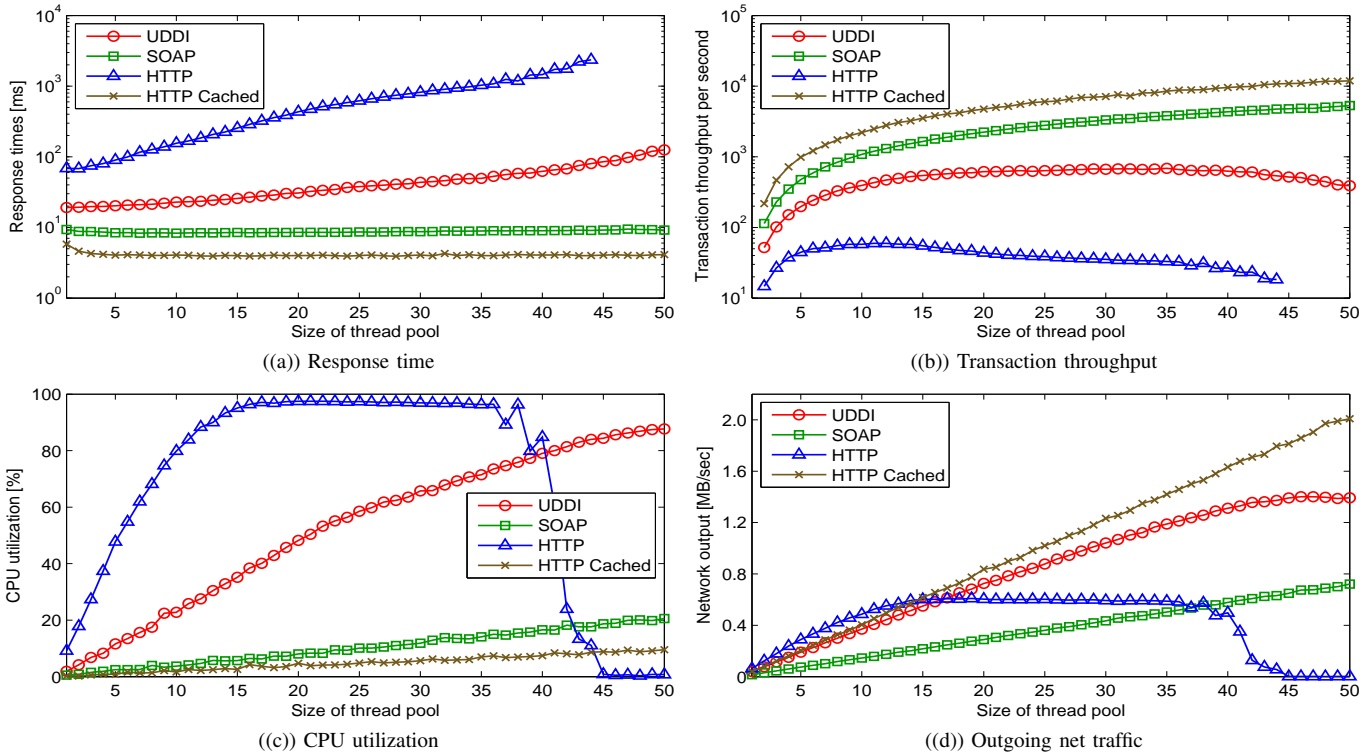 Response times [ms]
10^4
10^3
10^2
10^1
10^0
UDDI
SOAP
HTTP
HTTP Cached
5 10 15 20 25 30 35 40 45 50
Size of thread pool
((a)) Response time
Transaction throughput per second
10^5
10^4
10^3
10^2
10^1
UDDI
SOAP
HTTP
HTTP Cached
5 10 15 20 25 30 35 40 45 50
Size of thread pool
((b)) Transaction throughput
CPU utilization [%]
100
80
60
40
20
0
UDDI
SOAP
HTTP
HTTP Cached
5 10 15 20 25 30 35 40 45 50
Size of thread pool
((c)) CPU utilization
Network output [MB/sec]
2.0
1.6
1.2
0.8
0.4
0
UDDI
SOAP
HTTP
HTTP Cached
5 10 15 20 25 30 35 40 45 50
Size of thread pool
((d)) Outgoing net traffic